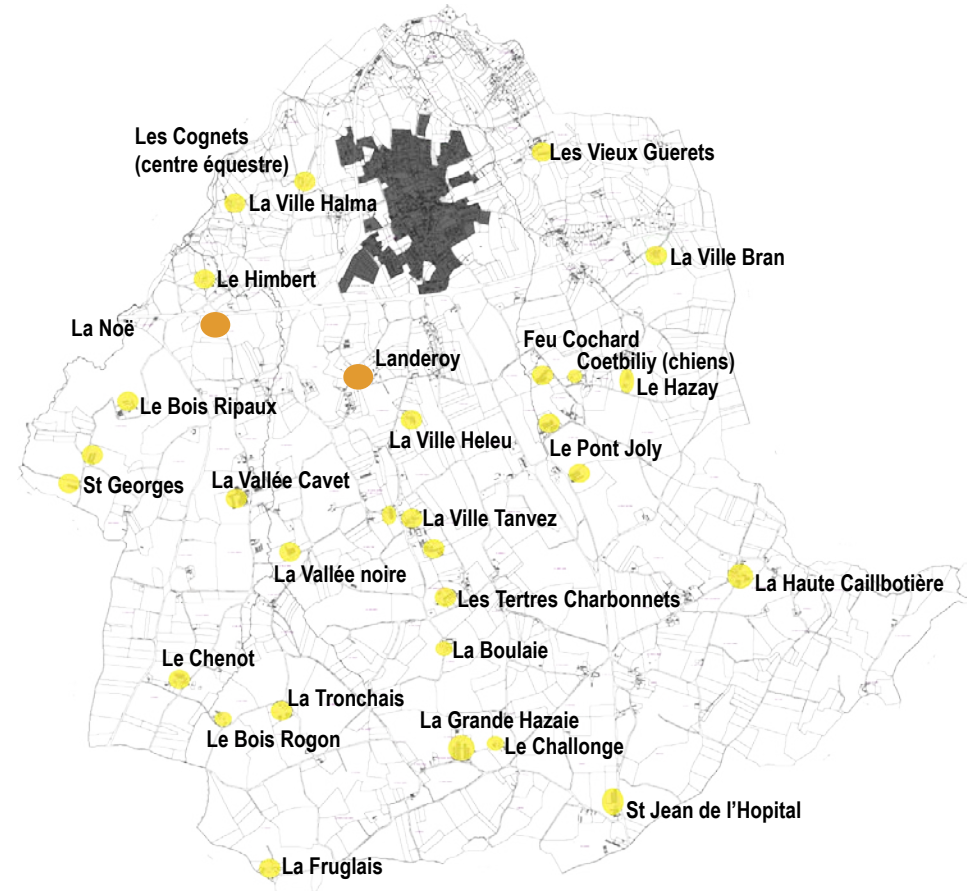 Les Cognets
(centre équestre)
Les Vieux Guerets
La Ville Halma
La Ville Bran
Le Himbert
La Noë
Feu Cochard
Landeroy
Coetbiliy (chiens)
Le Hazay
Le Bois Ripaux
La Ville Heleu
Le Pont Joly
La Vallée Cavet
St Georges
La Ville Tanvez
La Vallée noire
La Haute Caillbotière
Les Tertres Charbonnets
La Boulaie
Le Chenot
La Tronchais
La Grande Hazaie
Le Bois Rogon
Le Challonge
St Jean de l'Hopital
La Fruglais